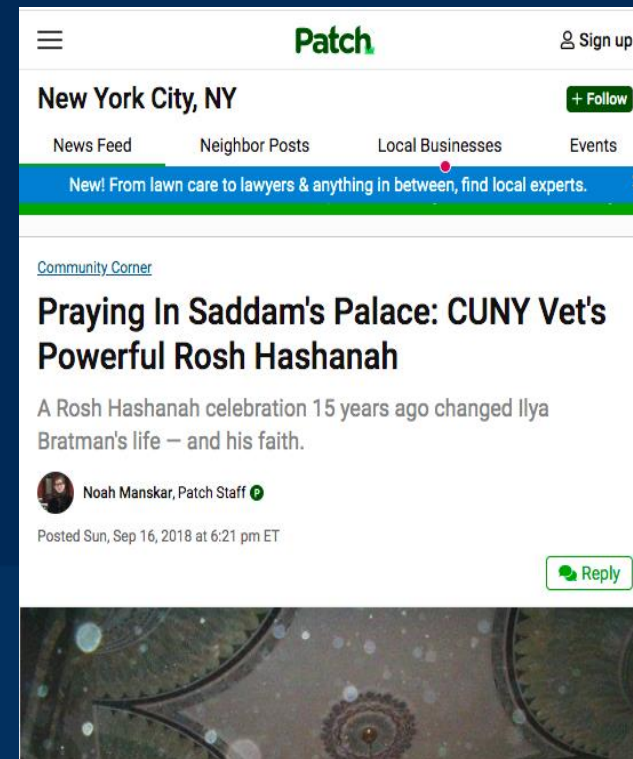 Patch
Sign up
New York City, NY
+ Follow
News Feed Neighbor Posts Local Businesses Events
New! From lawn care to lawyers & anything in between, find local experts.
Community Corner
Praying In Saddam's Palace: CUNY Vet's
Powerful Rosh Hashanah
A Rosh Hashanah celebration 15 years ago changed Ilya
Bratman's life — and his faith.
Noah Manskar, Patch Staff P
Posted Sun, Sep 16, 2018 at 6:21 pm ET
Reply